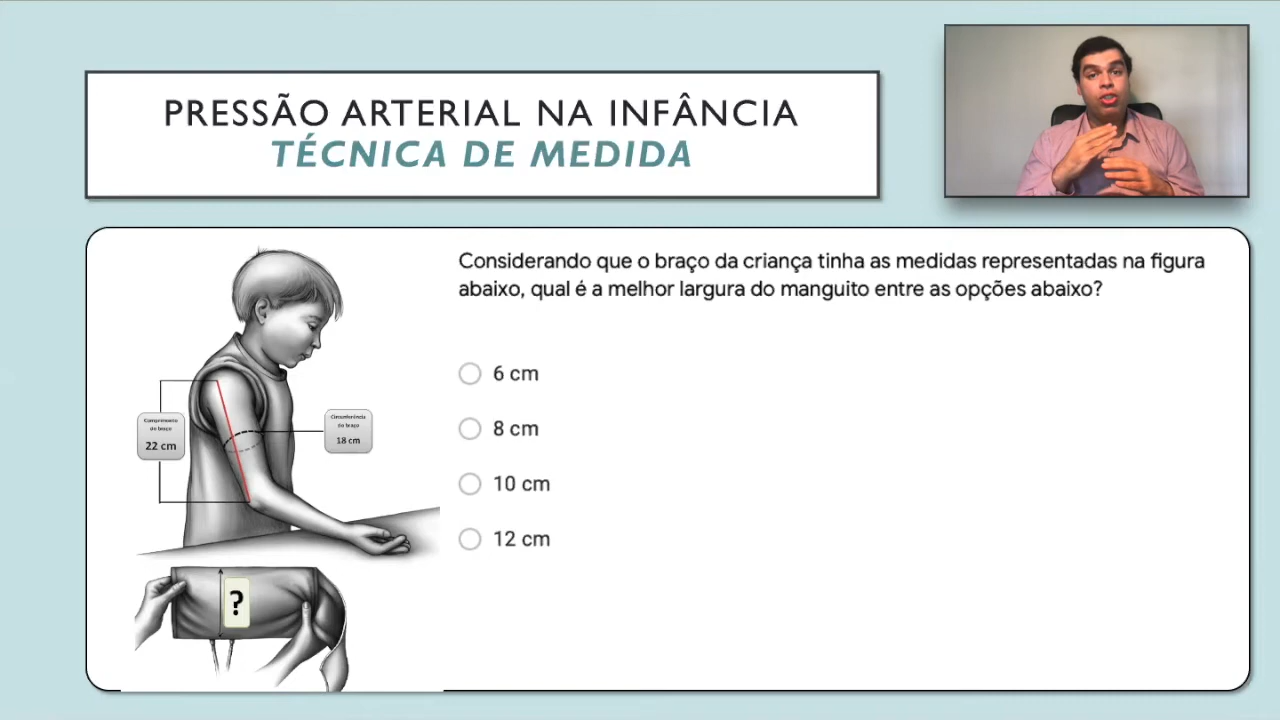 PRESSÃO ARTERIAL NA INFÂNCIA
TÉCNICA DE MEDIDA
Considerando que o braço da criança tinha as medidas representadas na figura
abaixo, qual é a melhor largura do manguito entre as opções abaixo?
6 cm
8 cm
10 cm
12 cm
Comprimento
do braço
22 cm
Circunferência
do braço
18 cm
?